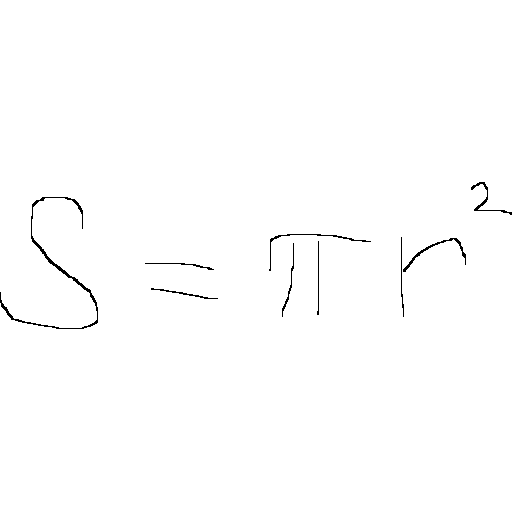 S = πr²